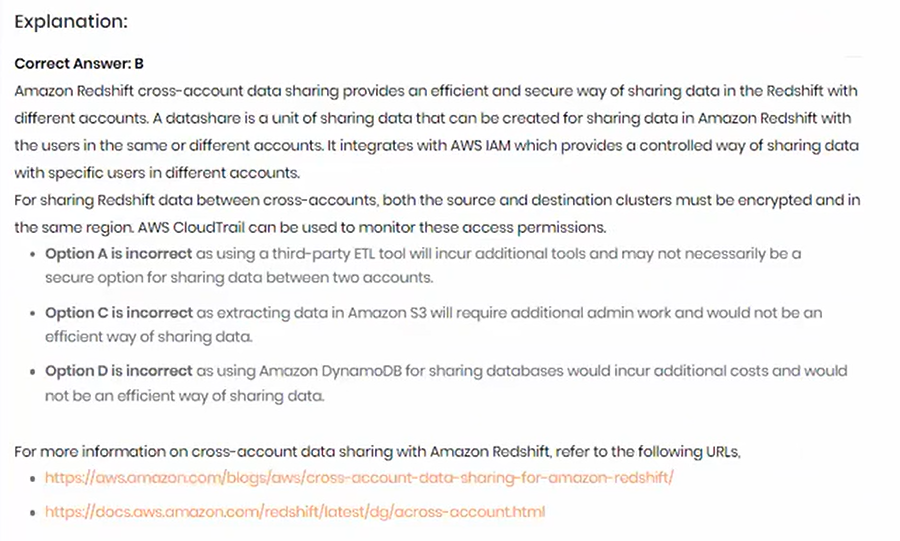 Explanation:
Correct Answer: B
Amazon Redshift cross-account data sharing provides an efficient and secure way of sharing data in the Redshift with
different accounts. A datashare is a unit of sharing data that can be created for sharing data in Amazon Redshift with
the users in the same or different accounts. It integrates with AWS IAM which provides a controlled way of sharing data
with specific users in different accounts.
For sharing Redshift data between cross-accounts, both the source and destination clusters must be encrypted and in
the same region. AWS CloudTrail can be used to monitor these access permissions.
• Option A is incorrect as using a third-party ETL tool will incur additional tools and may not necessarily be a
secure option for sharing data between two accounts.
• Option C is incorrect as extracting data in Amazon S3 will require additional admin work and would not be an
efficient way of sharing data.
• Option D is incorrect as using Amazon DynamoDB for sharing databases would incur additional costs and would
not be an efficient way of sharing data.
For more information on cross-account data sharing with Amazon Redshift, refer to the following URLs,
• https://aws.amazon.com/blogs/aws/cross-account-data-sharing-for-amazon-redshift/
• https://docs.aws.amazon.com/redshift/latest/dg/across-account.html